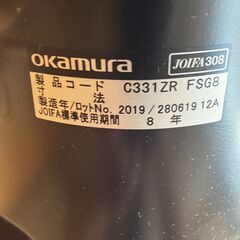 okamura JOIFA308
製品コード C331ZR FSG8
寸法
製造年/ロットNo. 2019/280619 12A
JOIFA標準使用期間 8年